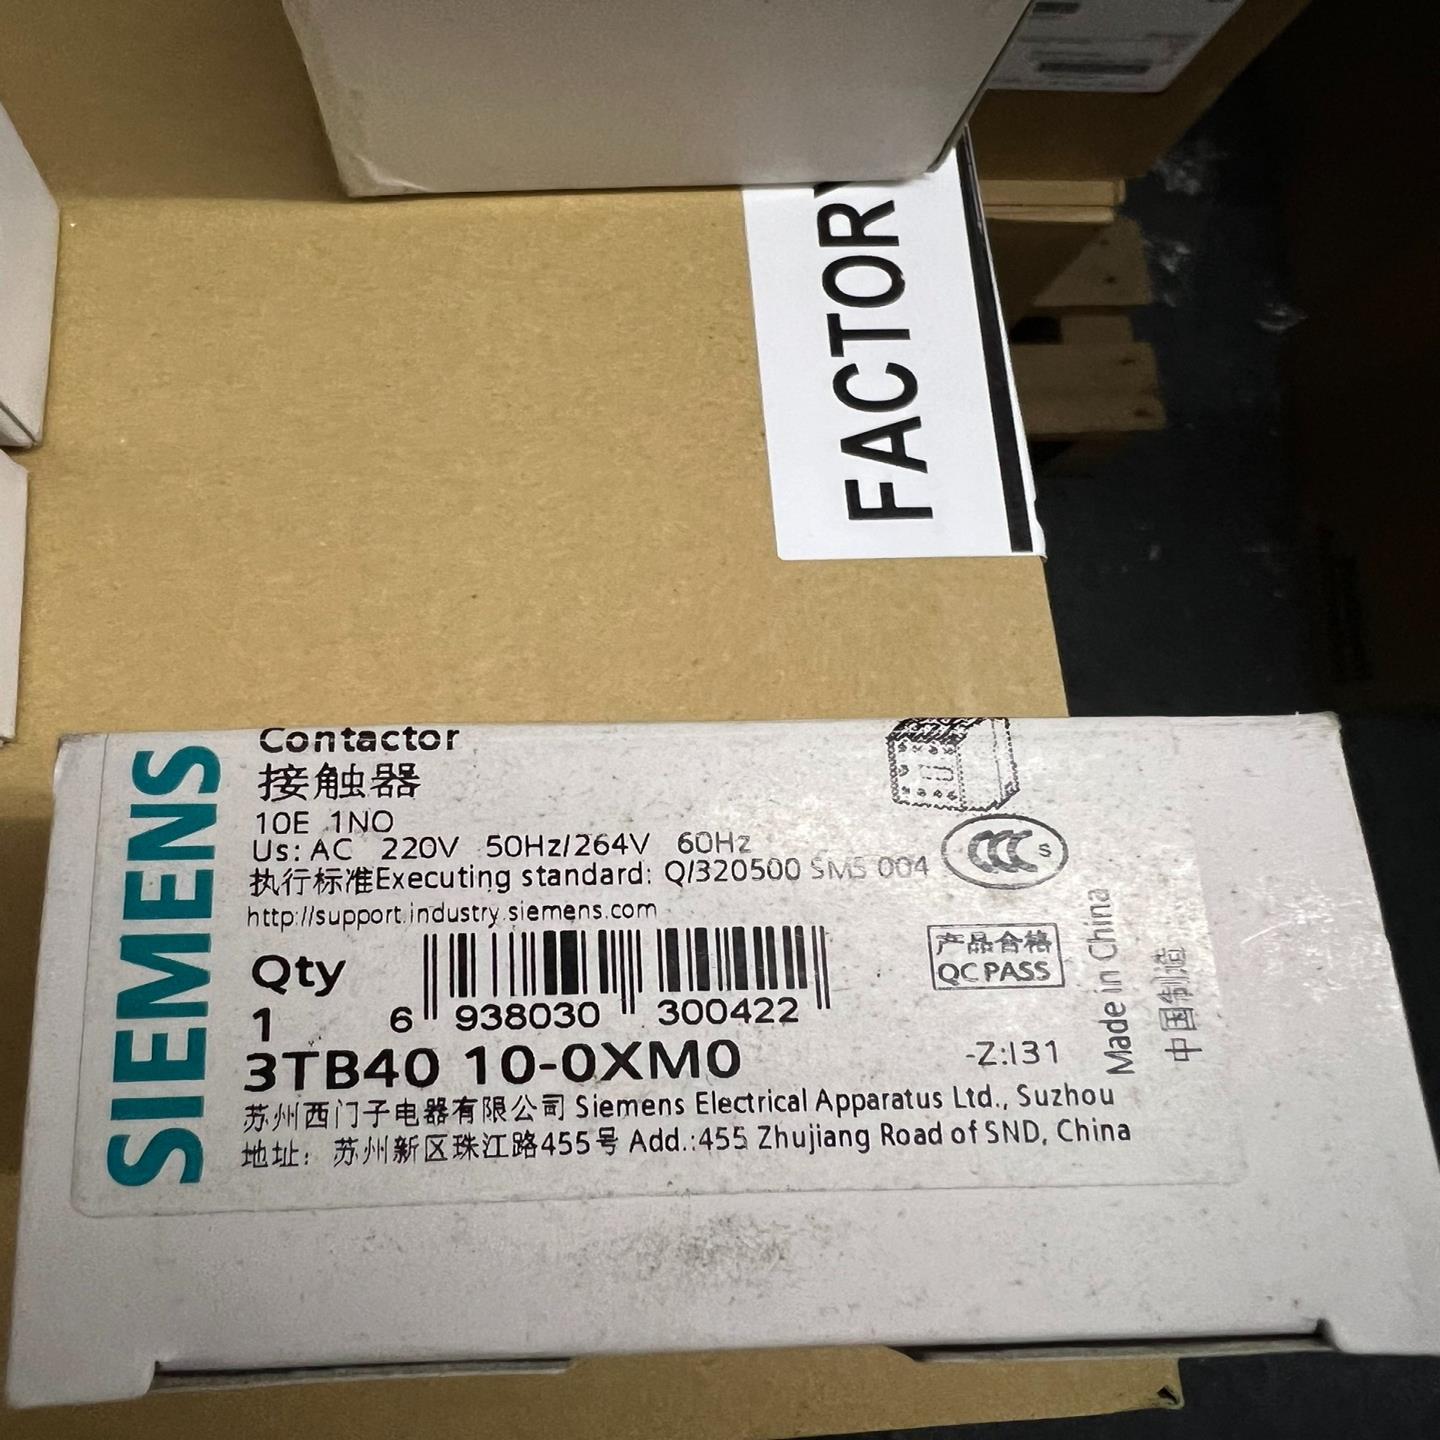 FACTORY
SIEMENS
Contactor
接触器
10E 1NO
Us: AC 220V 50Hz/264V 60Hz
执行标准Executing standard: Q/320500 SMS 004
CCC S
http://support.industry.siemens.com
Qty
1
6 938030 300422
产品合格
QC PASS
Made in China
中国制造
3TB40 10-0XM0
-Z:I31
苏州西门子电器有限公司 Siemens Electrical Apparatus Ltd., Suzhou
地址: 苏州新区珠江路455号 Add.:455 Zhujiang Road of SND, China